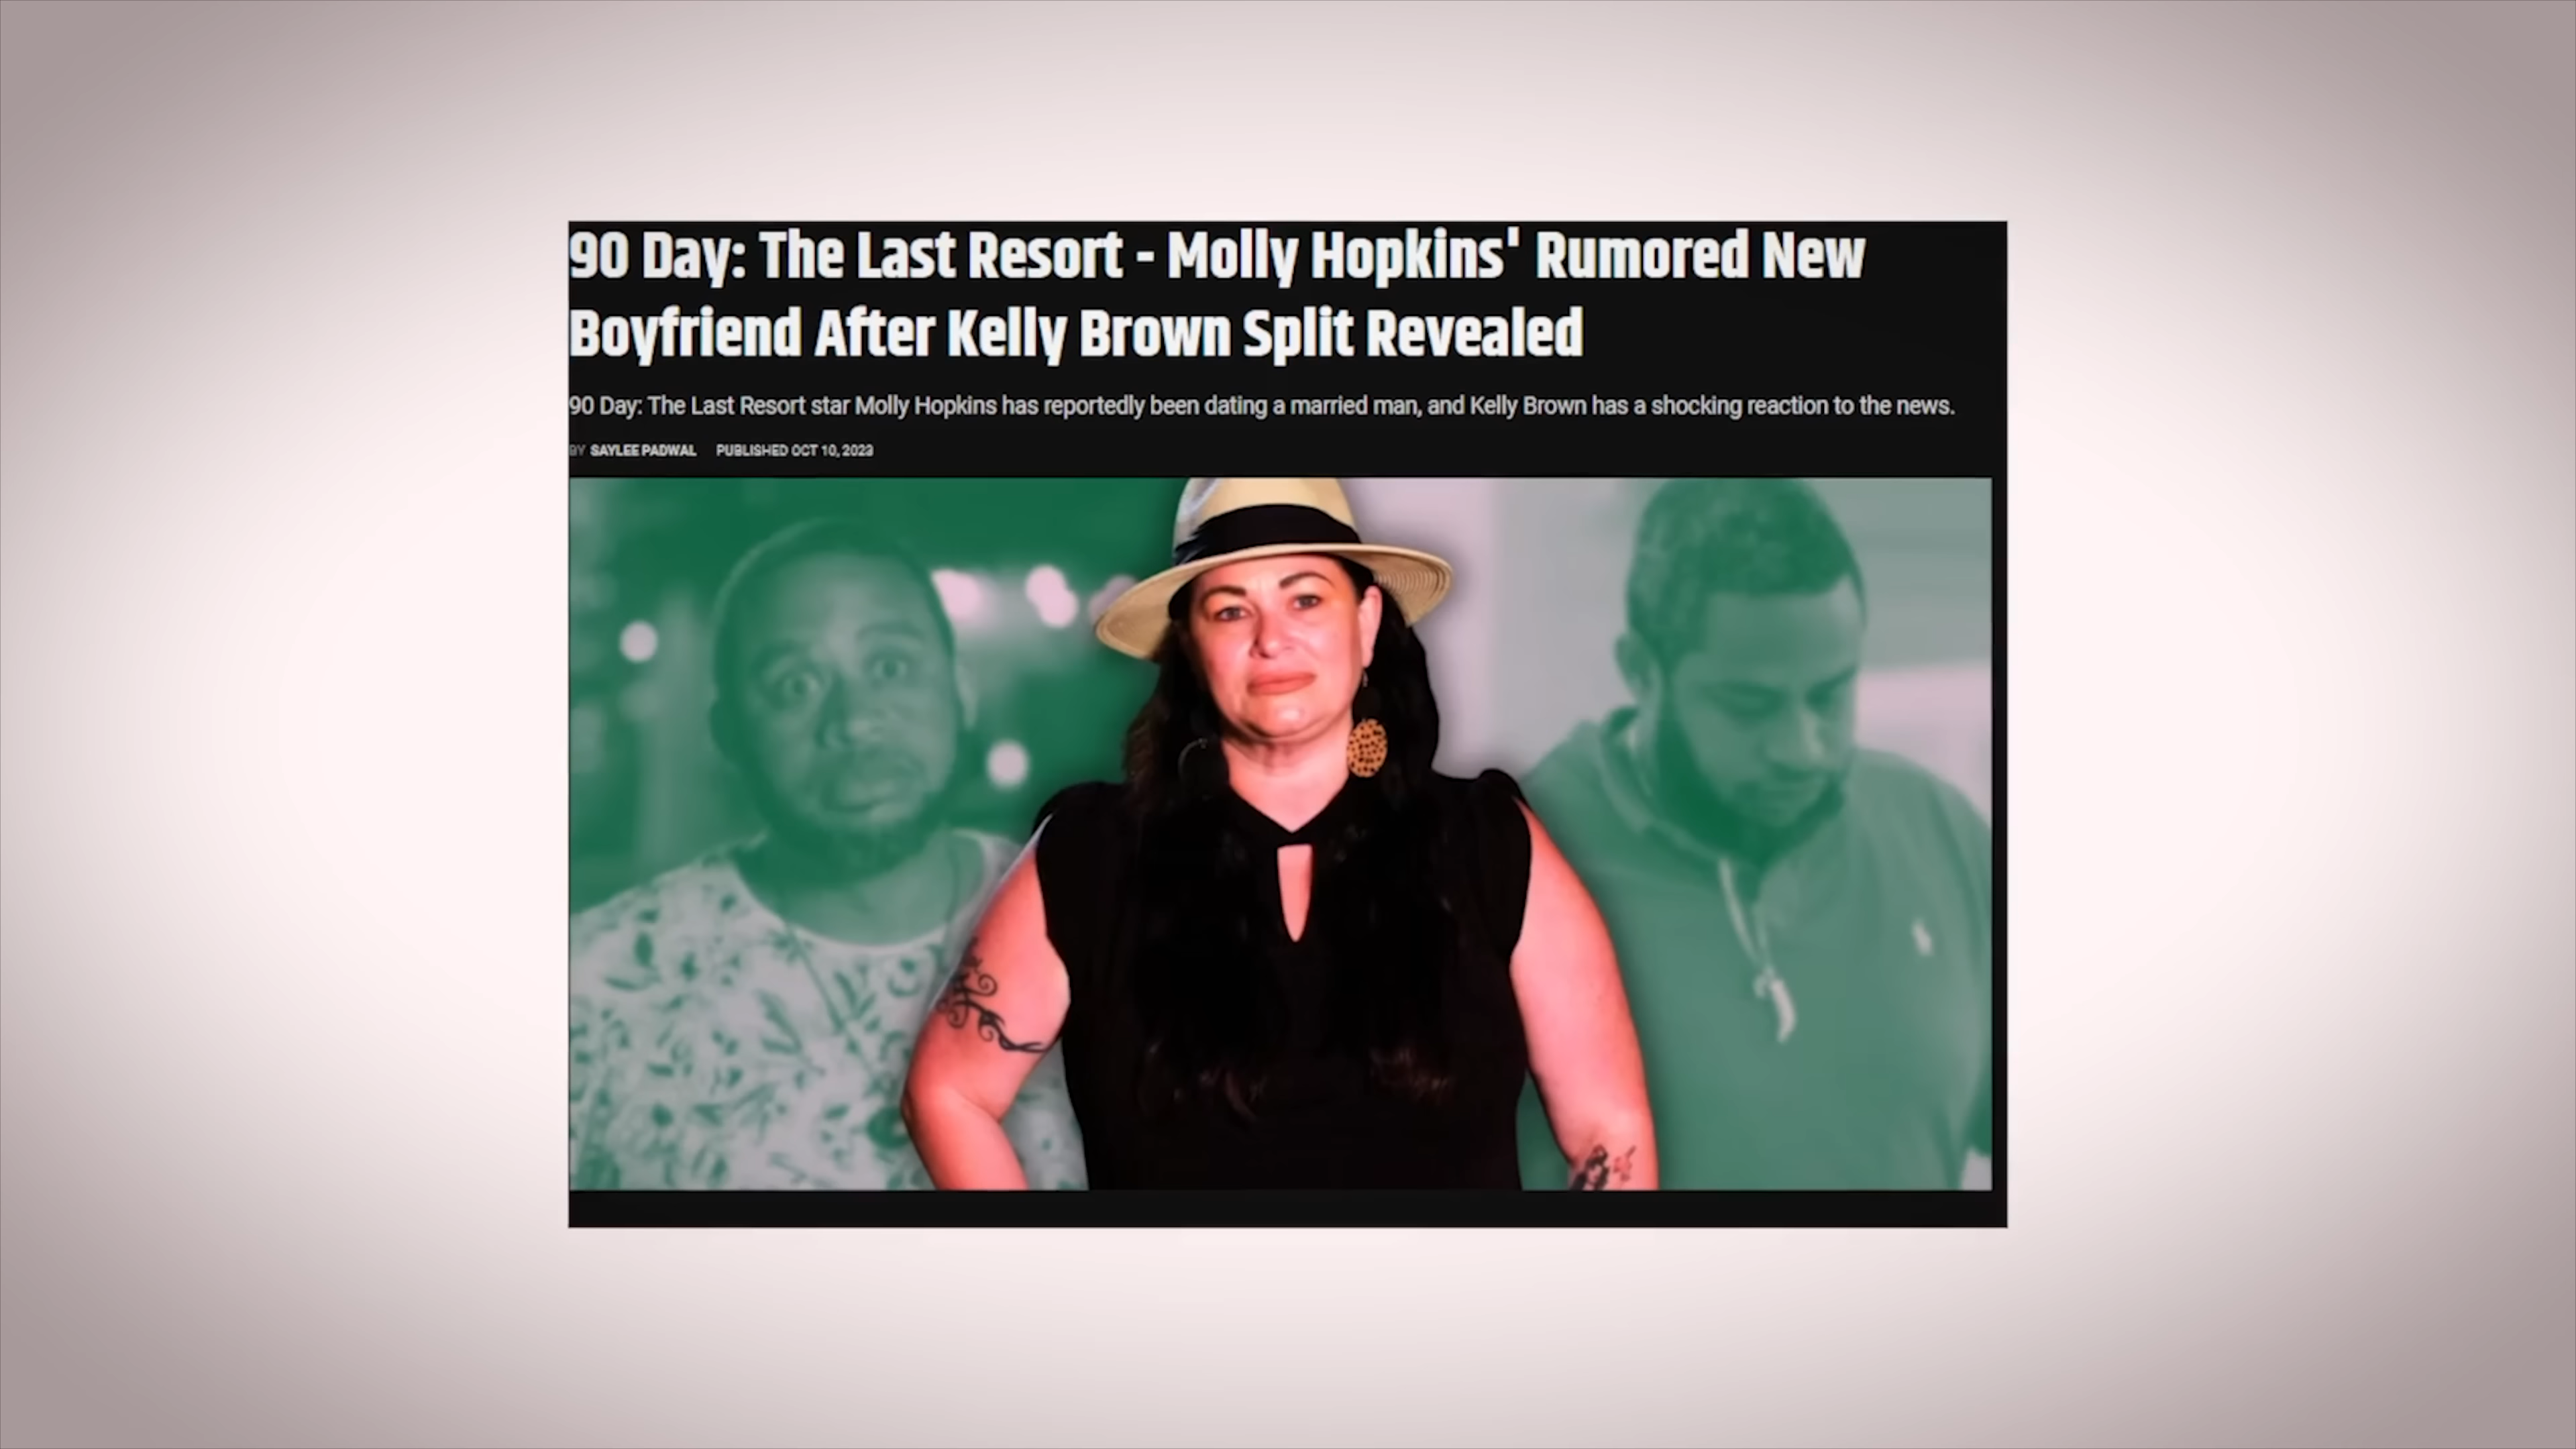 90 Day: The Last Resort - Molly Hopkins' Rumored New
Boyfriend After Kelly Brown Split Revealed
90 Day: The Last Resort star Molly Hopkins has reportedly been dating a married man, and Kelly Brown has a shocking reaction to the news.
BY SAYLEE PADWAL PUBLISHED OCT 10, 2023